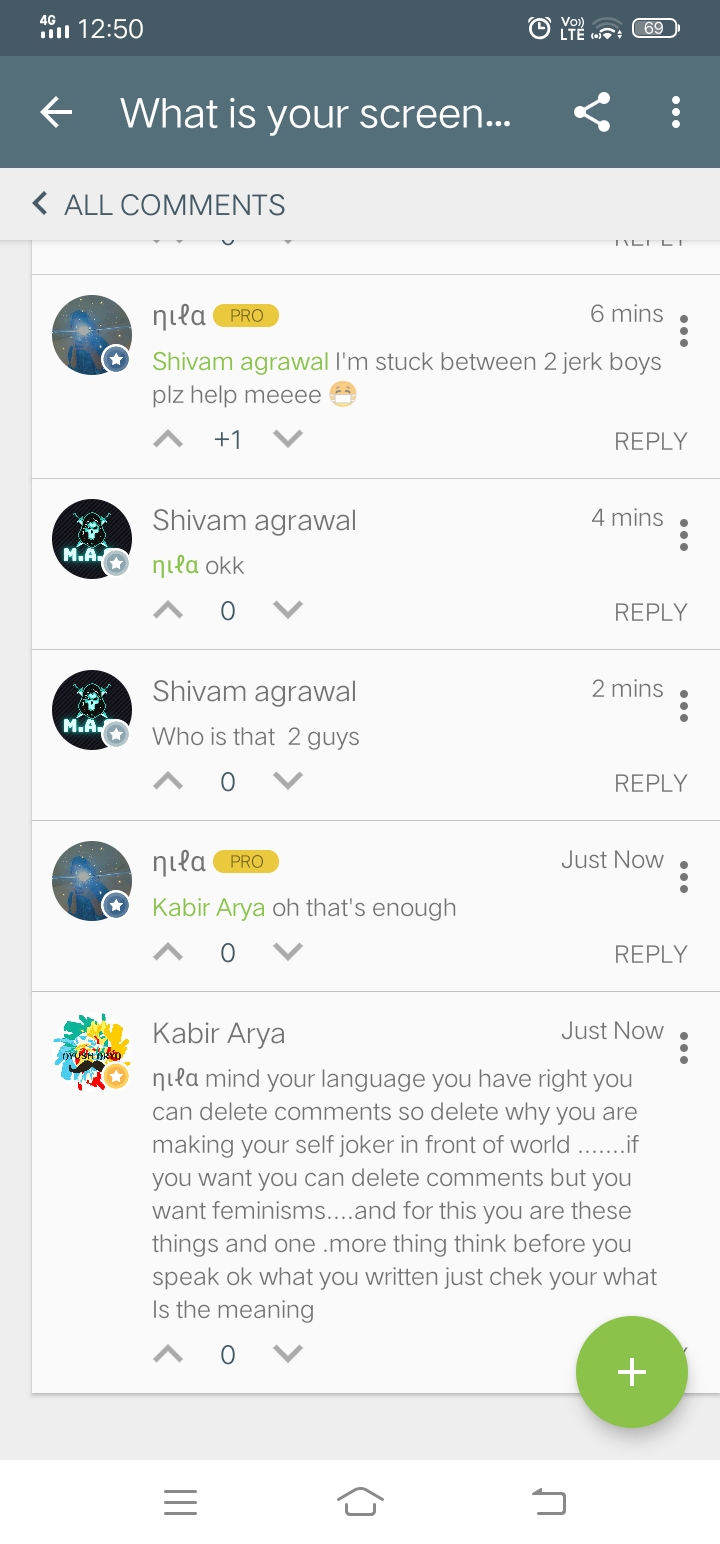 4G 12:50 Vo)) LTE 69
What is your screen...
ALL COMMENTS
ηιℓα PRO 6 mins
Shivam agrawal I'm stuck between 2 jerk boys
plz help meeee 😷
+1 REPLY
Shivam agrawal 4 mins
M.A.
ηιℓα okk
0 REPLY
Shivam agrawal 2 mins
M.A.
Who is that 2 guys
0 REPLY
ηιℓα PRO Just Now
Kabir Arya oh that's enough
0 REPLY
Kabir Arya Just Now
ηιℓα mind your language you have right you
can delete comments so delete why you are
making your self joker in front of world .......if
you want you can delete comments but you
want feminisms....and for this you are these
things and one .more thing think before you
speak ok what you written just chek your what
Is the meaning
0